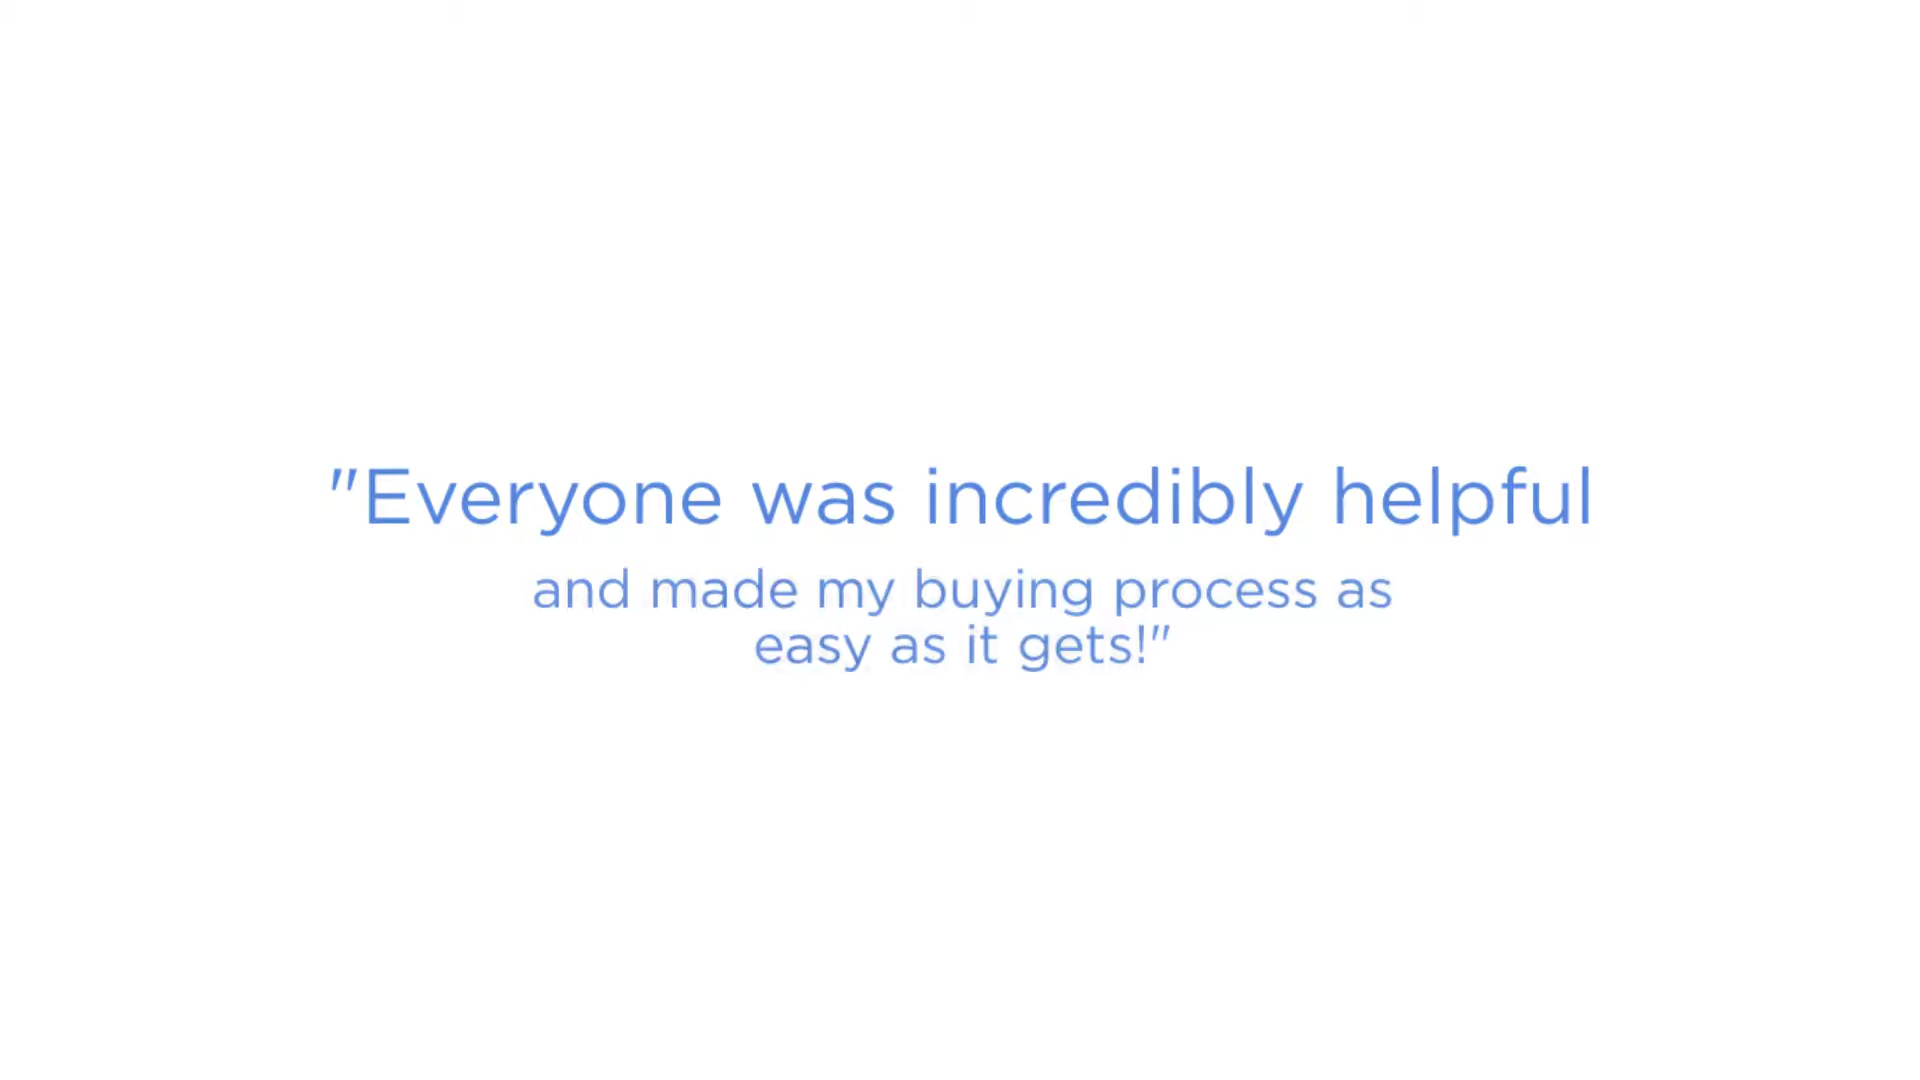 "Everyone was incredibly helpful
and made my buying process as
easy as it gets!"